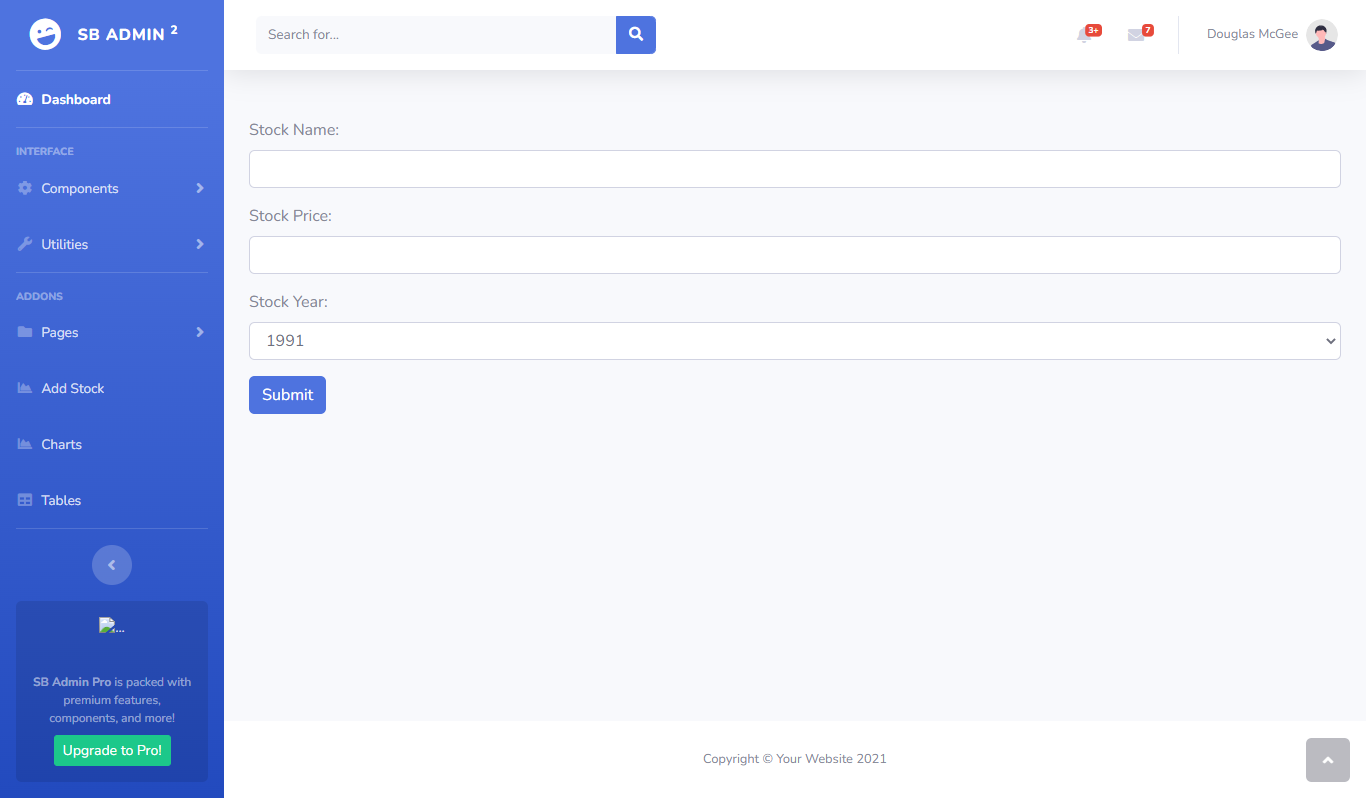 SB ADMIN 2
Search for...
3+
7
Douglas McGee
Dashboard
INTERFACE
Components
Utilities
ADDONS
Pages
Add Stock
Charts
Tables
...
SB Admin Pro is packed with
premium features,
components, and more!
Upgrade to Pro!
Stock Name:
Stock Price:
Stock Year:
1991
Submit
Copyright © Your Website 2021